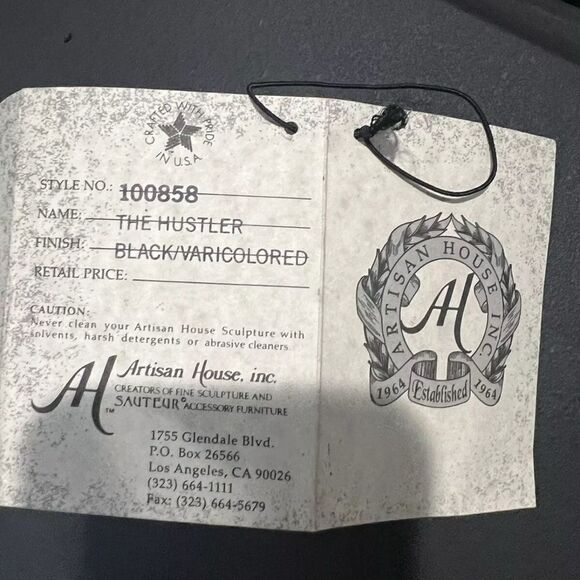 CRAFTED WITH PRIDE
IN U.S.A
STYLE NO.: 100858
NAME: THE HUSTLER
FINISH: BLACK/VARICOLORED
RETAIL PRICE:
CAUTION:
Never clean your Artisan House Sculpture with
solvents, harsh detergents or abrasive cleaners.
AH TM
Artisan House, inc.
CREATORS OF FINE SCULPTURE AND
SAUTEUR © ACCESSORY FURNITURE
1755 Glendale Blvd.
P.O. Box 26566
Los Angeles, CA 90026
(323) 664-1111
Fax: (323) 664-5679
ARTISAN HOUSE INC.
AH
1964 Established 1964